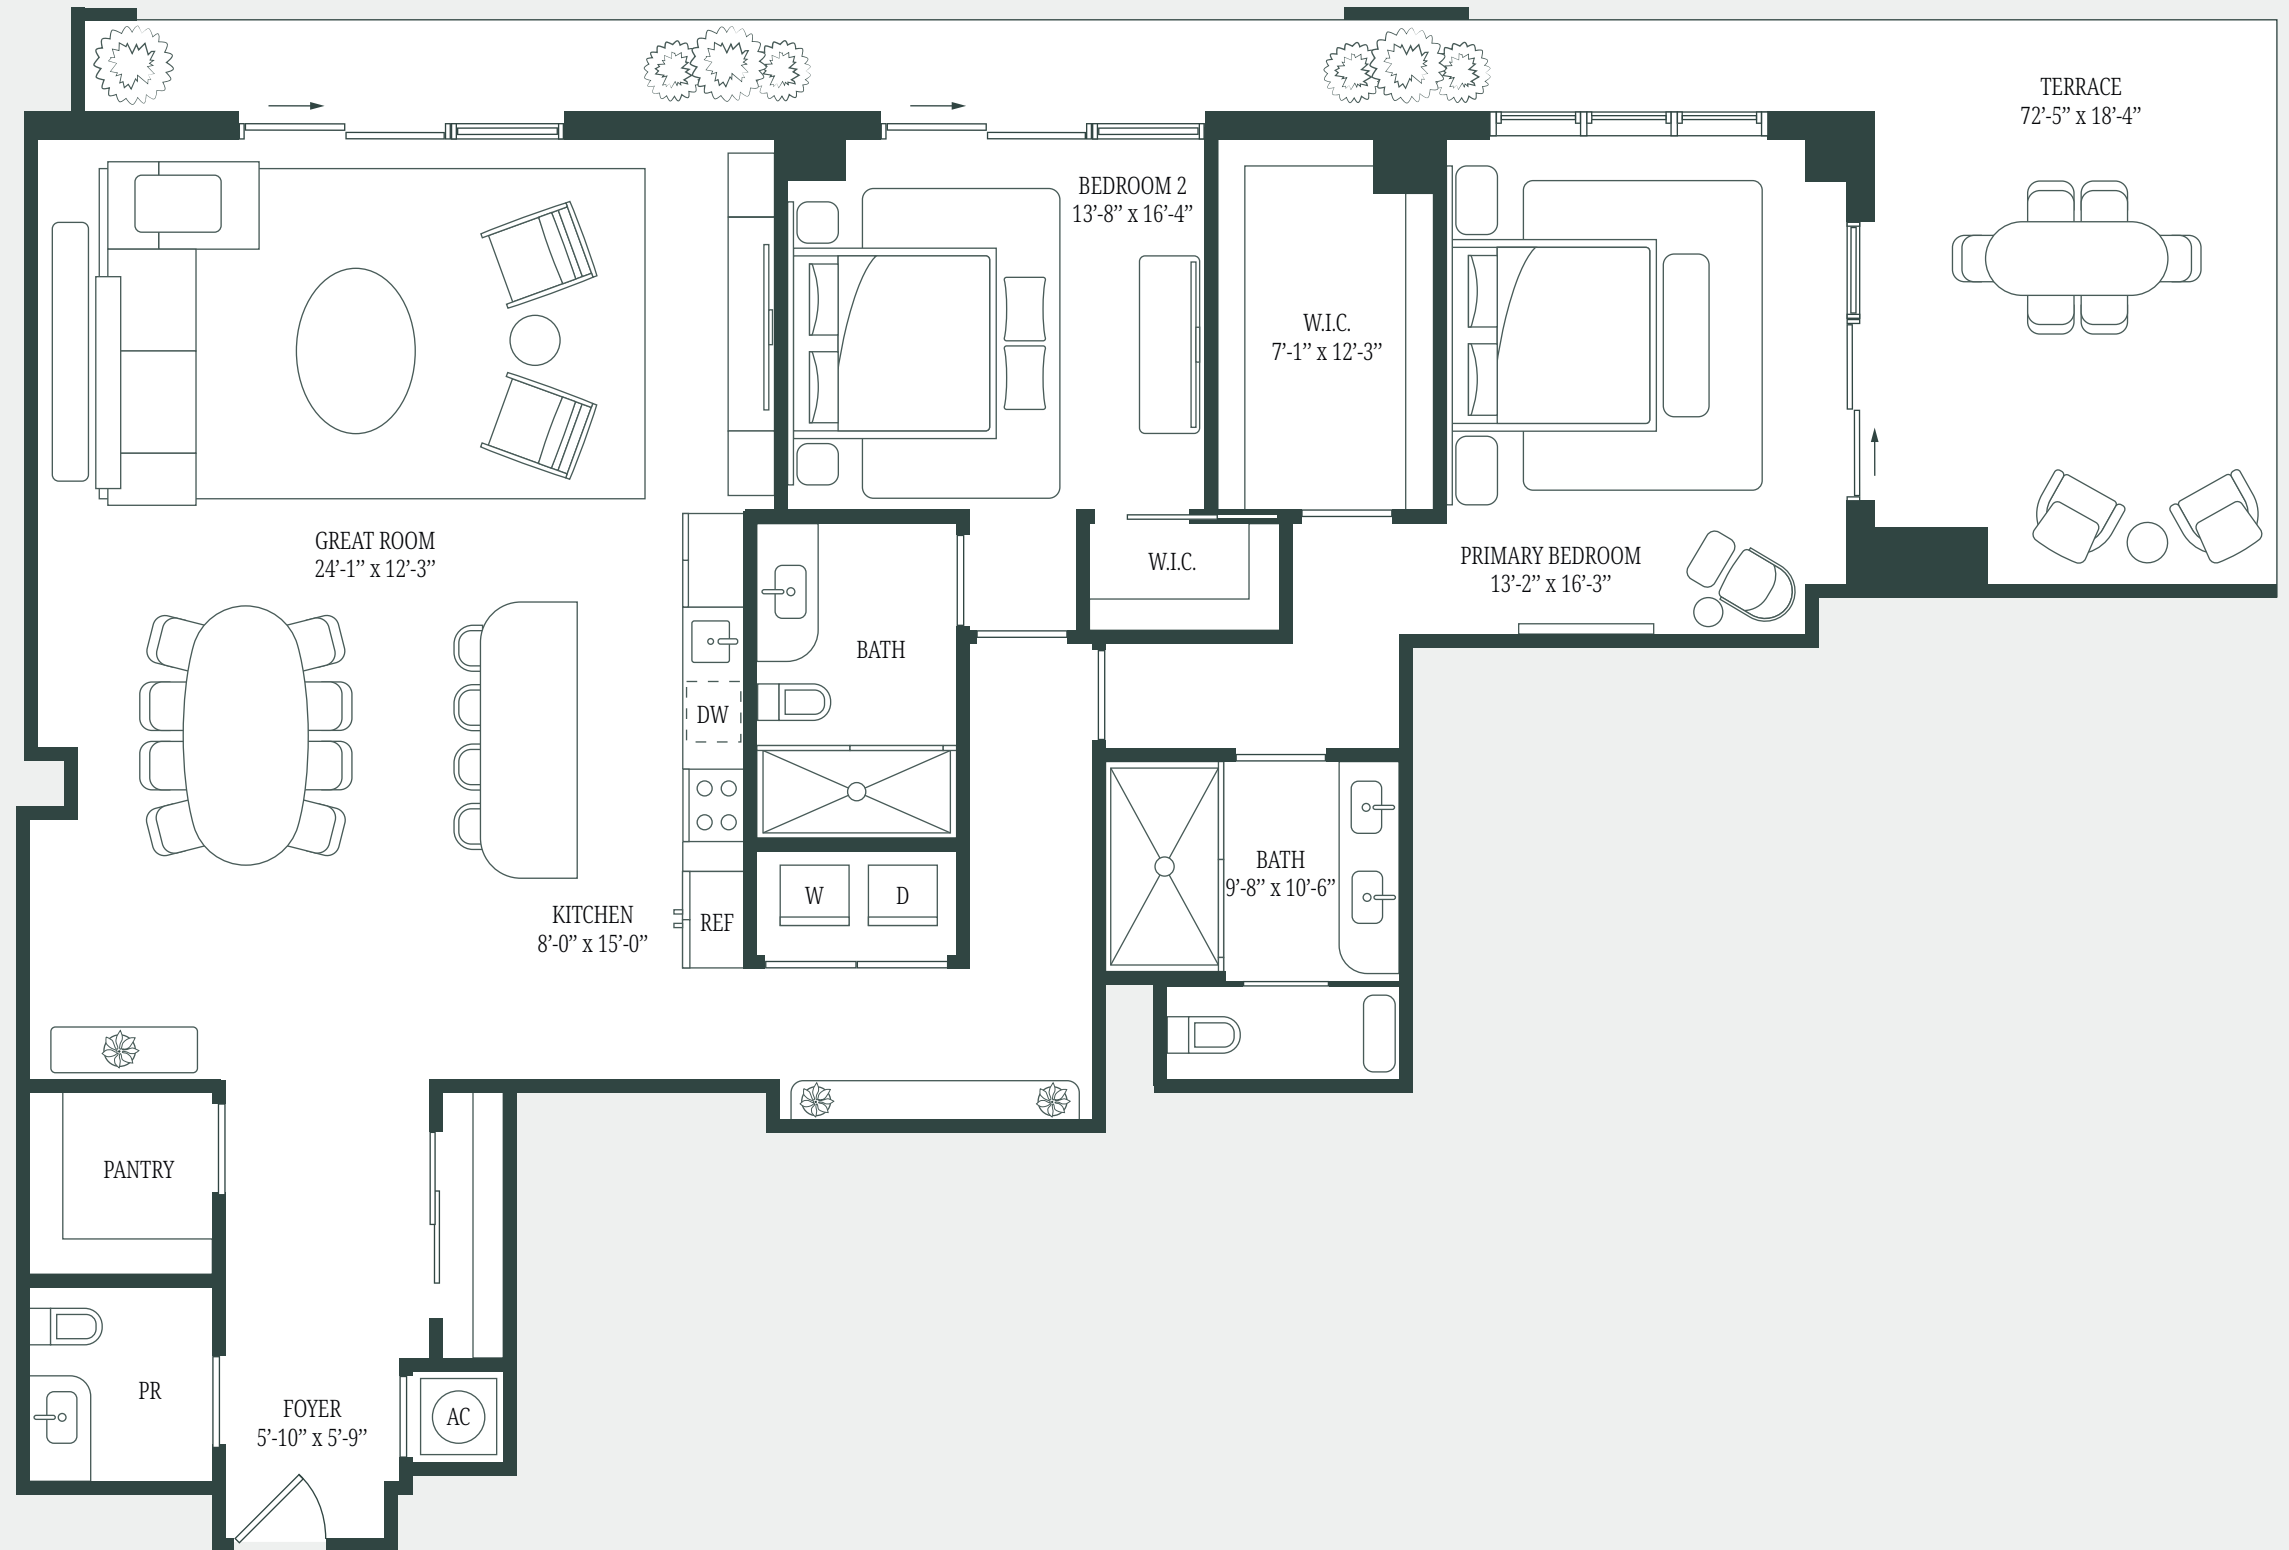 TERRACE
72’-5” x 18’-4”
BEDROOM 2
13’-8” x 16’-4”
W.I.C.
7’-1” x 12’-3”
GREAT ROOM
24’-1” x 12’-3”
W.I.C.
PRIMARY BEDROOM
13’-2” x 16’-3”
BATH
DW
BATH
9’-8” x 10’-6”
W
D
KITCHEN
8’-0” x 15’-0”
REF
PANTRY
PR
FOYER
5’-10” x 5’-9”
AC